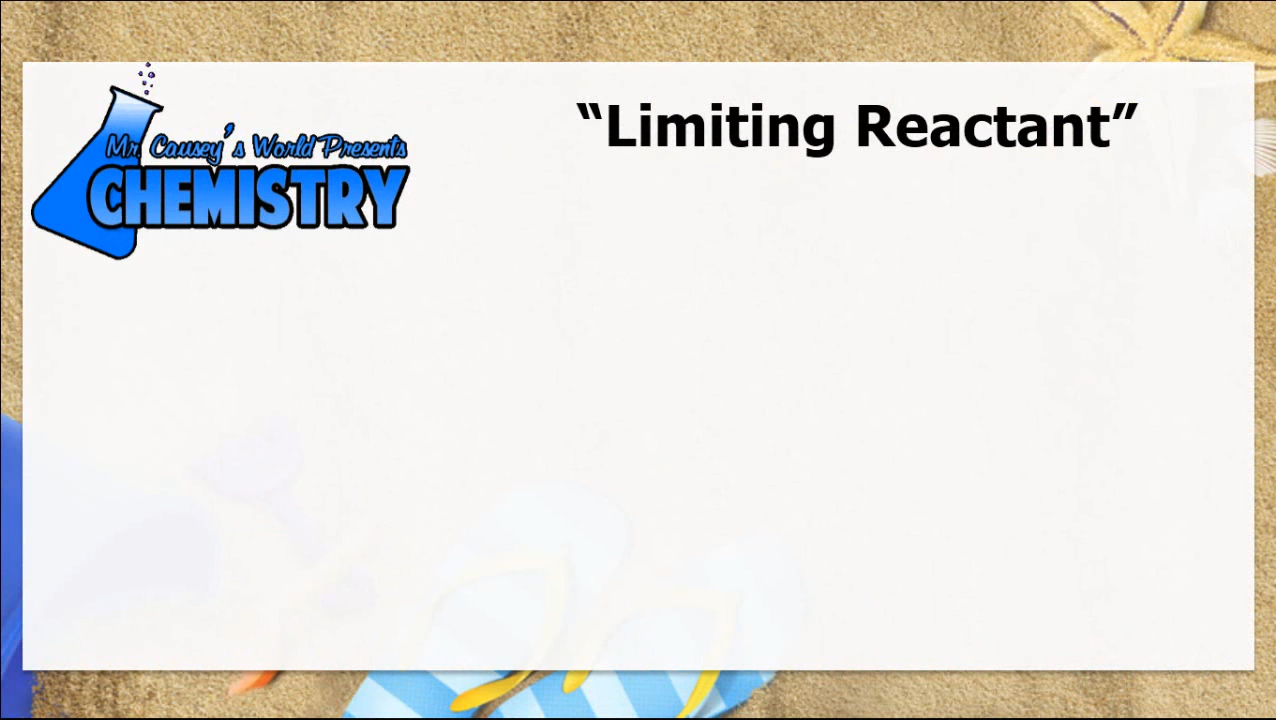 “Limiting Reactant”
Mr. Causey's World Presents
CHEMISTRY